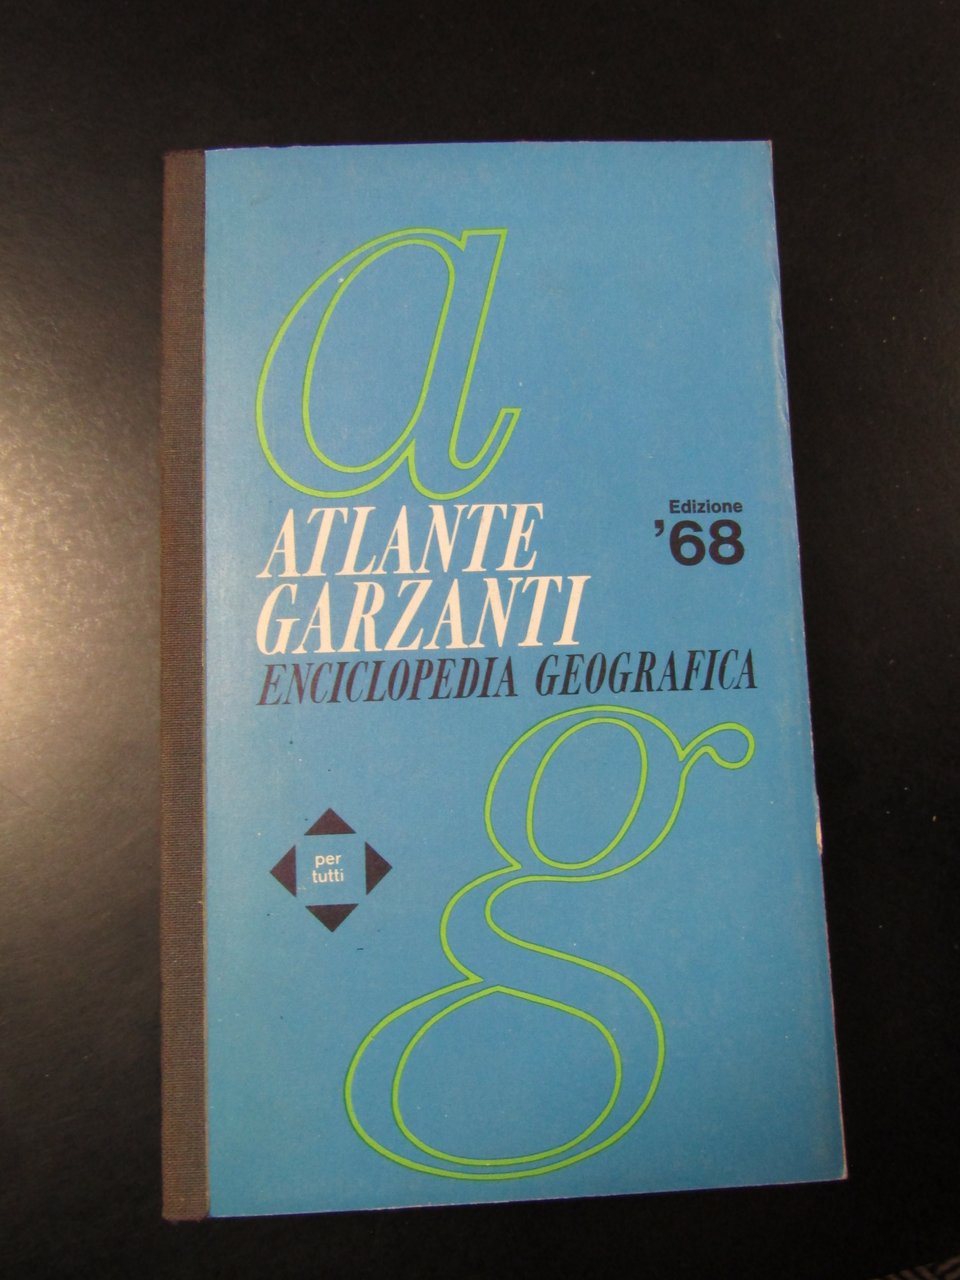 a
ATLANTE
GARZANTI
ENCICLOPEDIA GEOGRAFICA
Edizione
'68
per
tutti
g